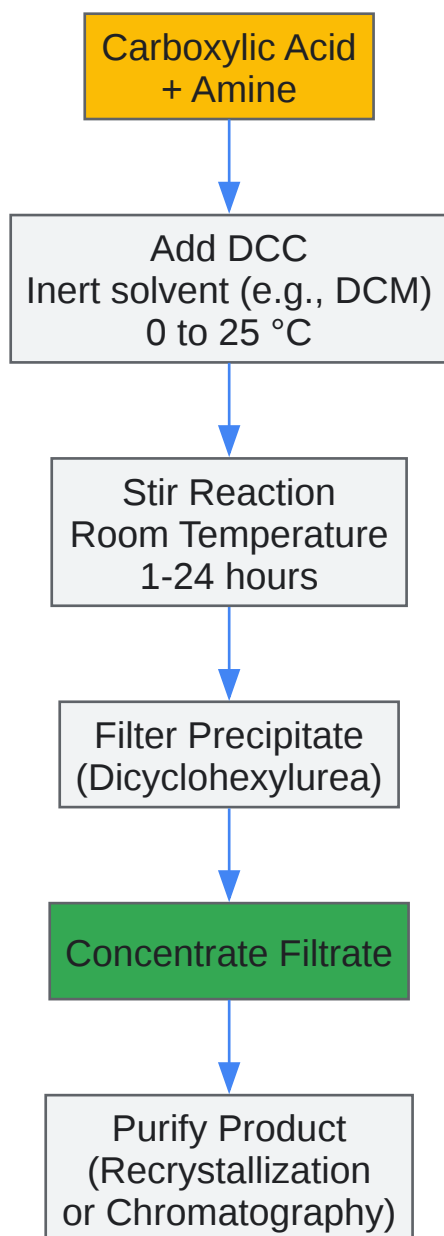 Carboxylic Acid
+ Amine
Add DCC
Inert solvent (e.g., DCM)
0 to 25 °C
Stir Reaction
Room Temperature
1-24 hours
Filter Precipitate
(Dicyclohexylurea)
Concentrate Filtrate
Purify Product
(Recrystallization
or Chromatography)